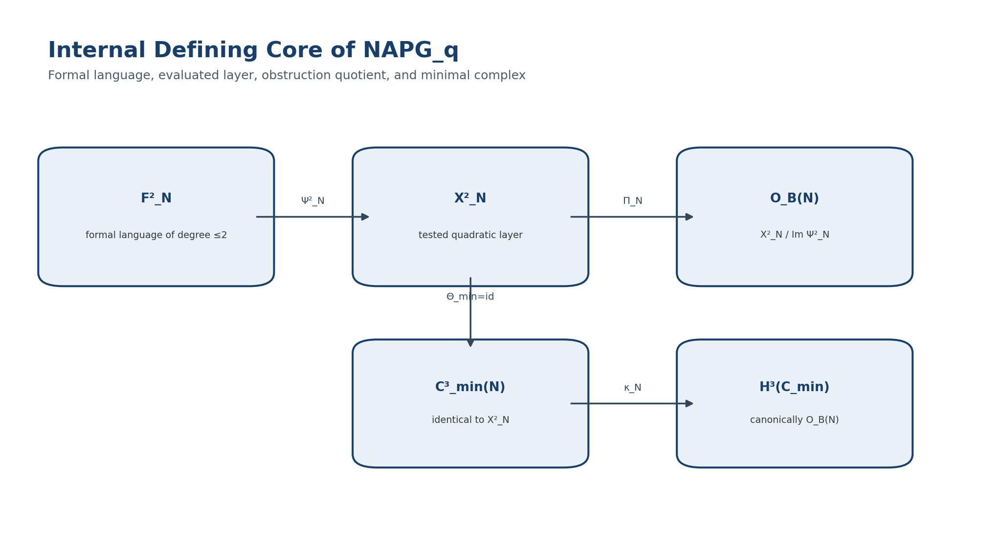 Internal Defining Core of NAPG_q
Formal language, evaluated layer, obstruction quotient, and minimal complex
F²_N
formal language of degree ≤2
Ψ²_N
X²_N
tested quadratic layer
Π_N
O_B(N)
X²_N / Im Ψ²_N
Θ_min=id
C³_min(N)
identical to X²_N
κ_N
H³(C_min)
canonically O_B(N)